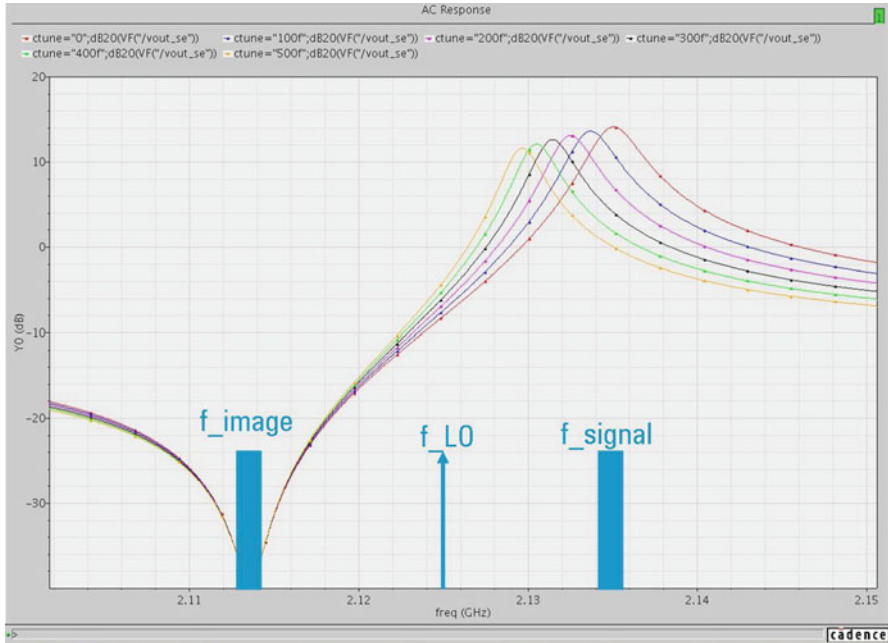 AC Response
1
ctune="0";dB20(VF("/vout_se")) ctune="100f";dB20(VF("/vout_se")) ctune="200f";dB20(VF("/vout_se")) ctune="300f";dB20(VF("/vout_se"))
ctune="400f";dB20(VF("/vout_se")) ctune="500f";dB20(VF("/vout_se"))
20
10
0
-10
-20
-30
Y0 (dB)
f_image
f_LO
f_signal
2.11 2.12 2.13 2.14 2.15
freq (GHz)
cadence